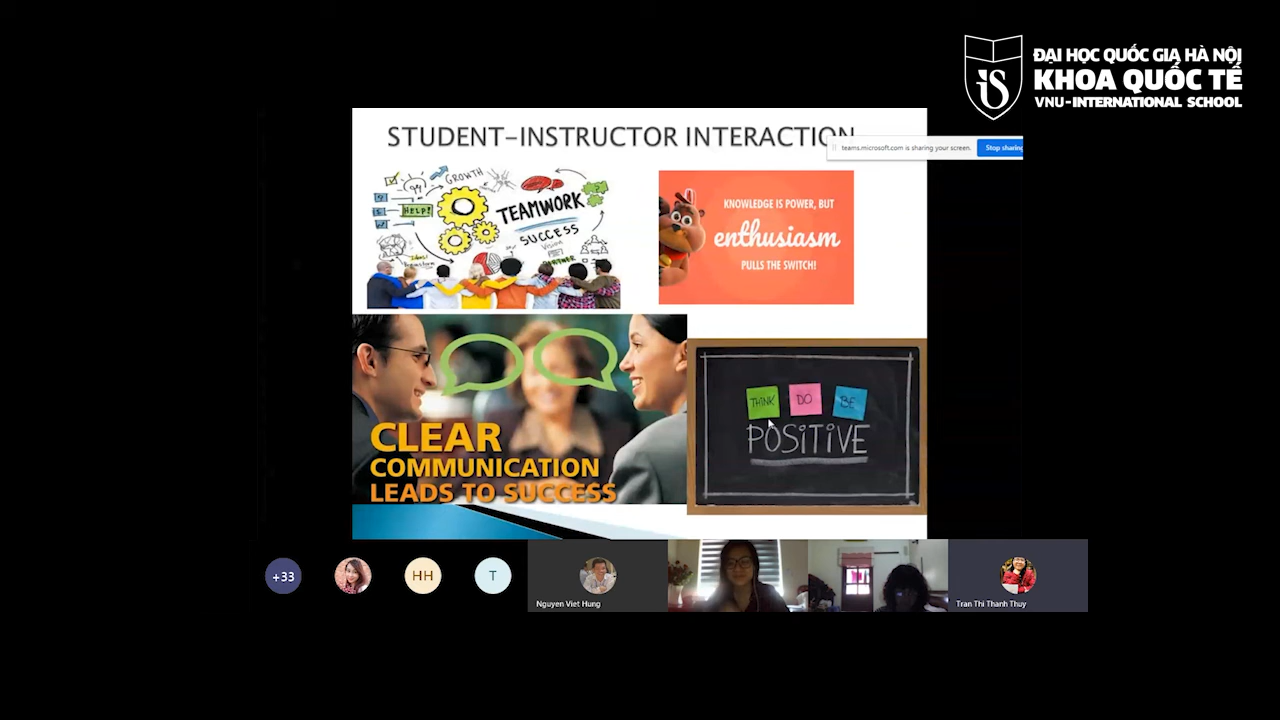 ĐẠI HỌC QUỐC GIA HÀ NỘI
KHOA QUỐC TẾ
VNU-INTERNATIONAL SCHOOL
iS
STUDENT–INSTRUCTOR INTERACTION
teams.microsoft.com is sharing your screen.
Stop sharing
GROWTH
HELP!
TEAMWORK
SUCCESS
Vision
KNOWLEDGE IS POWER, BUT
enthusiasm
PULLS THE SWITCH!
CLEAR
COMMUNICATION
LEADS TO SUCCESS
THINK
DO
BE
POSITIVE
+33
HH
T
Nguyen Viet Hung
Tran Thi Thanh Thuy